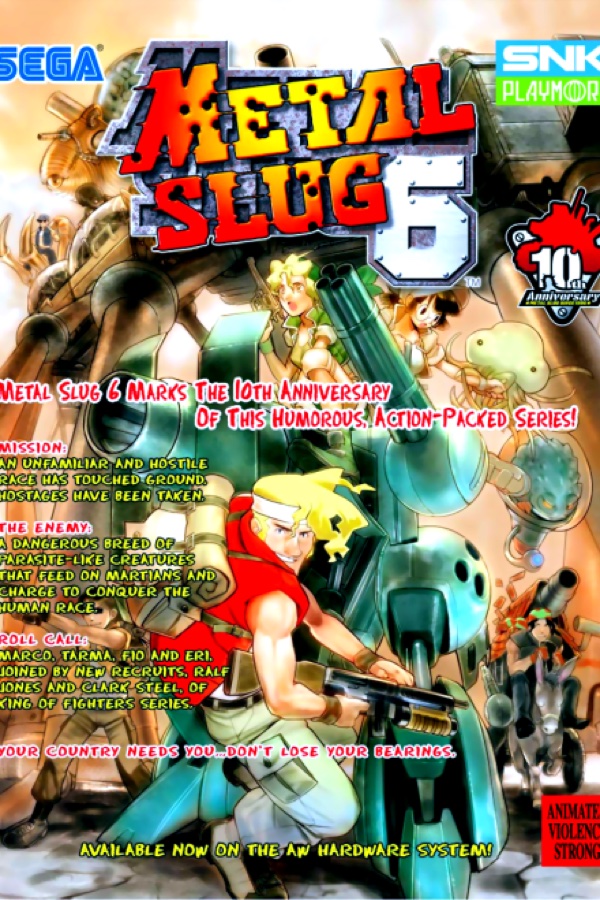 SEGA
SNK
PLAYMOR
METAL
SLUG
6
TM
10th
Anniversary
METAL SLUG 6 MARKS THE 10TH ANNIVERSARY
OF THIS HUMOROUS, ACTION-PACKED SERIES!
MISSION:
AN UNFAMILIAR AND HOSTILE
RACE HAS TOUCHED GROUND.
HOSTAGES HAVE BEEN TAKEN.
THE ENEMY:
A DANGEROUS BREED OF
PARASITE-LIKE CREATURES
THAT FEED ON MARTIANS AND
CHARGE TO CONQUER THE
HUMAN RACE.
ROLL CALL:
MARCO, TARMA, FIO AND ERI,
JOINED BY NEW RECRUITS, RALF
JONES AND CLARK STEEL, OF
KING OF FIGHTERS SERIES.
YOUR COUNTRY NEEDS YOU...DON'T LOSE YOUR BEARINGS.
ANIMATE
VIOLENC
STRONG
AVAILABLE NOW ON THE AW HARDWARE SYSTEM!